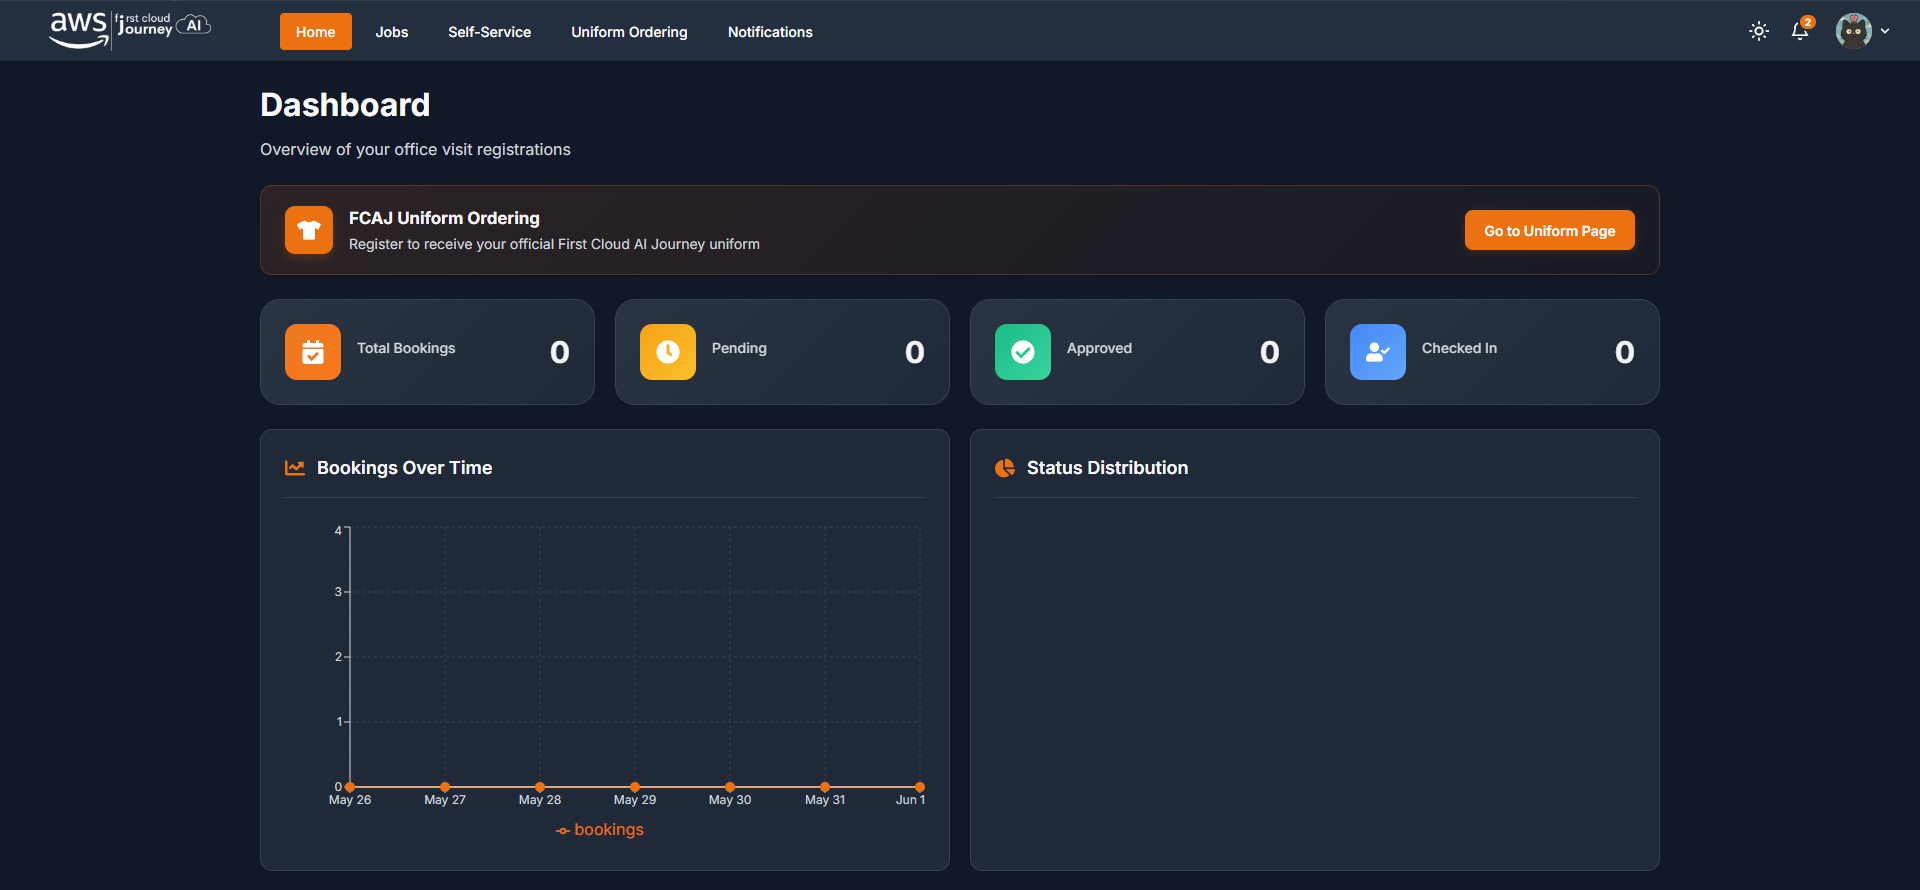 aws first cloud journey AI
Home Jobs Self-Service Uniform Ordering Notifications 2
Dashboard
Overview of your office visit registrations
FCAJ Uniform Ordering
Register to receive your official First Cloud AI Journey uniform
Go to Uniform Page
Total Bookings 0
Pending 0
Approved 0
Checked In 0
Bookings Over Time
4
3
2
1
0
May 26 May 27 May 28 May 29 May 30 May 31 Jun 1
bookings
Status Distribution